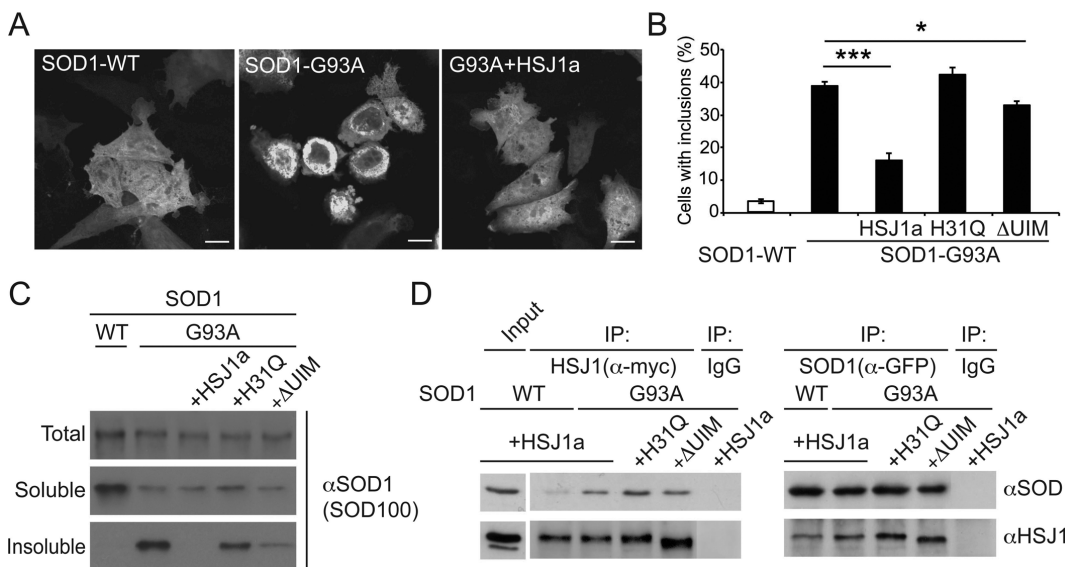 A
SOD1-WT
SOD1-G93A
G93A+HSJ1a
B
Cells with inclusions (%)
50
40
30
20
10
0
***
*
HSJ1a H31Q ΔUIM
SOD1-WT SOD1-G93A
C
SOD1
WT G93A
+HSJ1a
+H31Q
+ΔUIM
Total
Soluble
Insoluble
αSOD1
(SOD100)
D
Input
IP: IP:
HSJ1(α-myc) IgG
SOD1 WT G93A
+HSJ1a
+H31Q
+ΔUIM
+HSJ1a
IP: IP:
SOD1(α-GFP) IgG
WT G93A
+HSJ1a
+H31Q
+ΔUIM
+HSJ1a
αSOD
αHSJ1